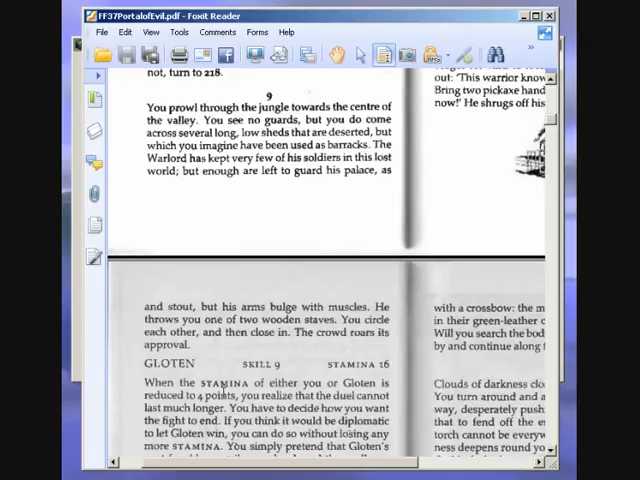 FF37PortalofEvil.pdf - Foxit Reader
File Edit View Tools Comments Forms Help
not, turn to 218.
9
You prowl through the jungle towards the centre of
the valley. You see no guards, but you do come
across several long, low sheds that are deserted, but
which you imagine have been used as barracks. The
Warlord has kept very few of his soldiers in this lost
world; but enough are left to guard his palace, as
out: 'This warrior know
Bring two pickaxe hand
now!' He shrugs off his
and stout, but his arms bulge with muscles. He
throws you one of two wooden staves. You circle
each other, and then close in. The crowd roars its
approval.
GLOTEN SKILL 9 STAMINA 16
When the STAMINA of either you or Gloten is
reduced to 4 points, you realize that the duel cannot
last much longer. You have to decide how you want
the fight to end. If you think it would be diplomatic
to let Gloten win, you can do so without losing any
more STAMINA. You simply pretend that Gloten's
with a crossbow: the m
in their green-leather c
Will you search the bod
by and continue along
Clouds of darkness clo
You turn around and a
way, desperately push
that to fend off the en
torch cannot be everyw
ness deepens round yo